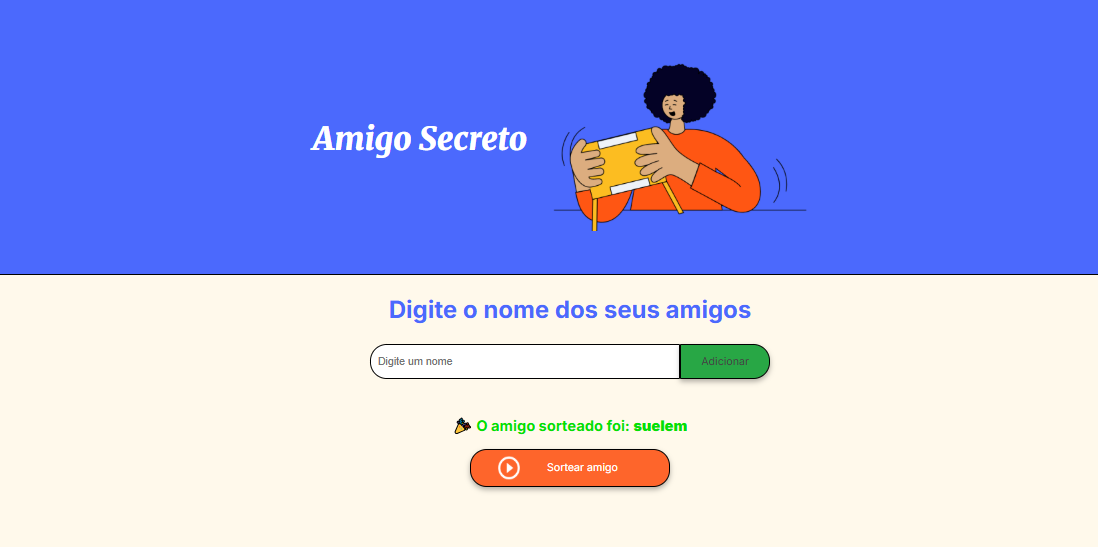 Amigo Secreto
Digite o nome dos seus amigos
Digite um nome
Adicionar
🎉 O amigo sorteado foi: suelem
Sortear amigo